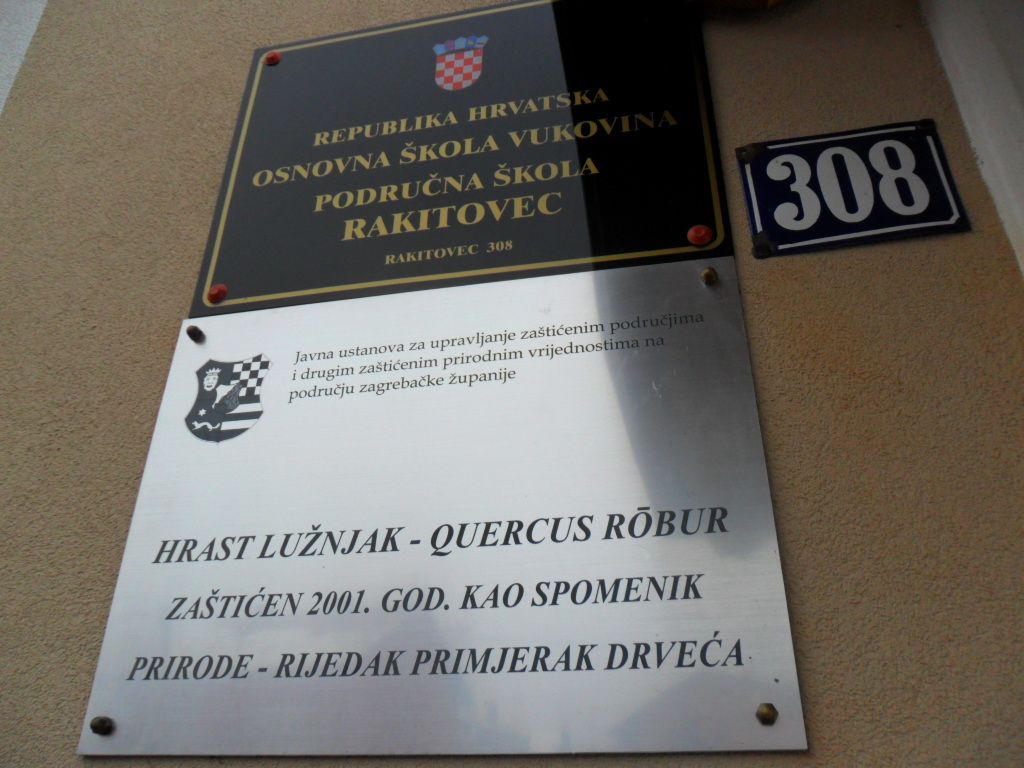 REPUBLIKA HRVATSKA
OSNOVNA ŠKOLA VUKOVINA
PODRUČNA ŠKOLA
RAKITOVEC
RAKITOVEC 308
308
Javna ustanova za upravljanje zaštićenim područjima
i drugim zaštićenim prirodnim vrijednostima na
području zagrebačke županije
HRAST LUŽNJAK - QUERCUS RŌBUR
ZAŠTIĆEN 2001. GOD. KAO SPOMENIK
PRIRODE - RIJEDAK PRIMJERAK DRVEĆA